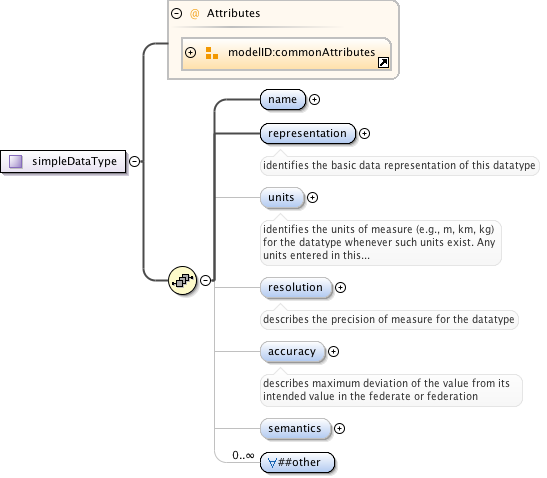 @ Attributes
modelID:commonAttributes
name
representation
simpleDataType
identifies the basic data representation of this datatype
units
identifies the units of measure (e.g., m, km, kg)
for the datatype whenever such units exist. Any
units entered in this...
resolution
describes the precision of measure for the datatype
accuracy
describes maximum deviation of the value from its
intended value in the federate or federation
semantics
0..∞
∀##other